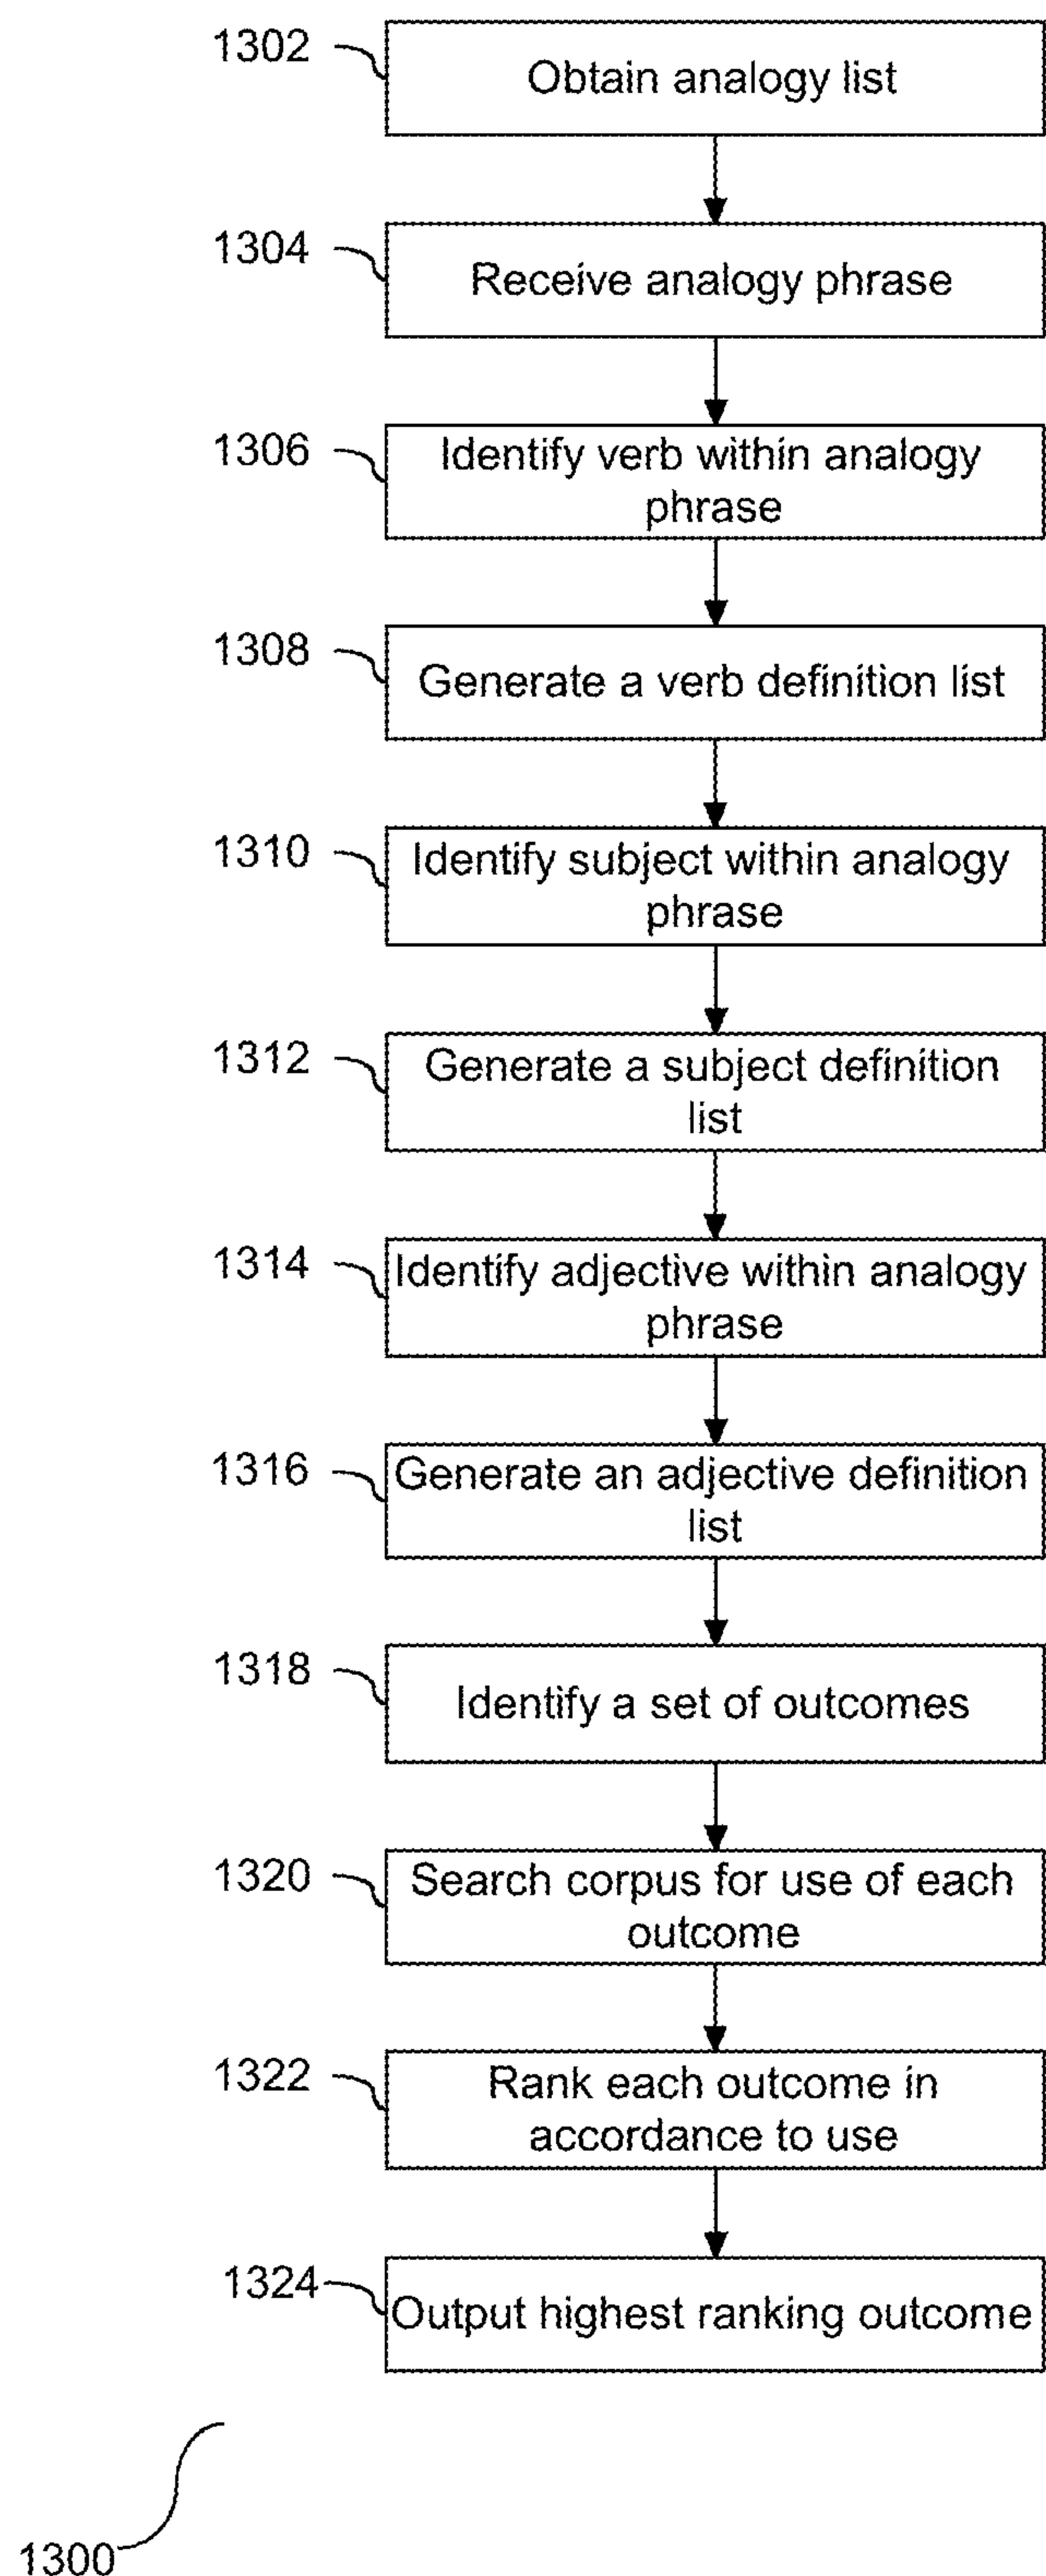 1302
Obtain analogy list
1304
Receive analogy phrase
1306
Identify verb within analogy
phrase
1308
Generate a verb definition list
1310
Identify subject within analogy
phrase
1312
Generate a subject definition
list
1314
Identify adjective within analogy
phrase
1316
Generate an adjective definition
list
1318
Identify a set of outcomes
1320
Search corpus for use of each
outcome
1322
Rank each outcome in
accordance to use
1324
Output highest ranking outcome
1300